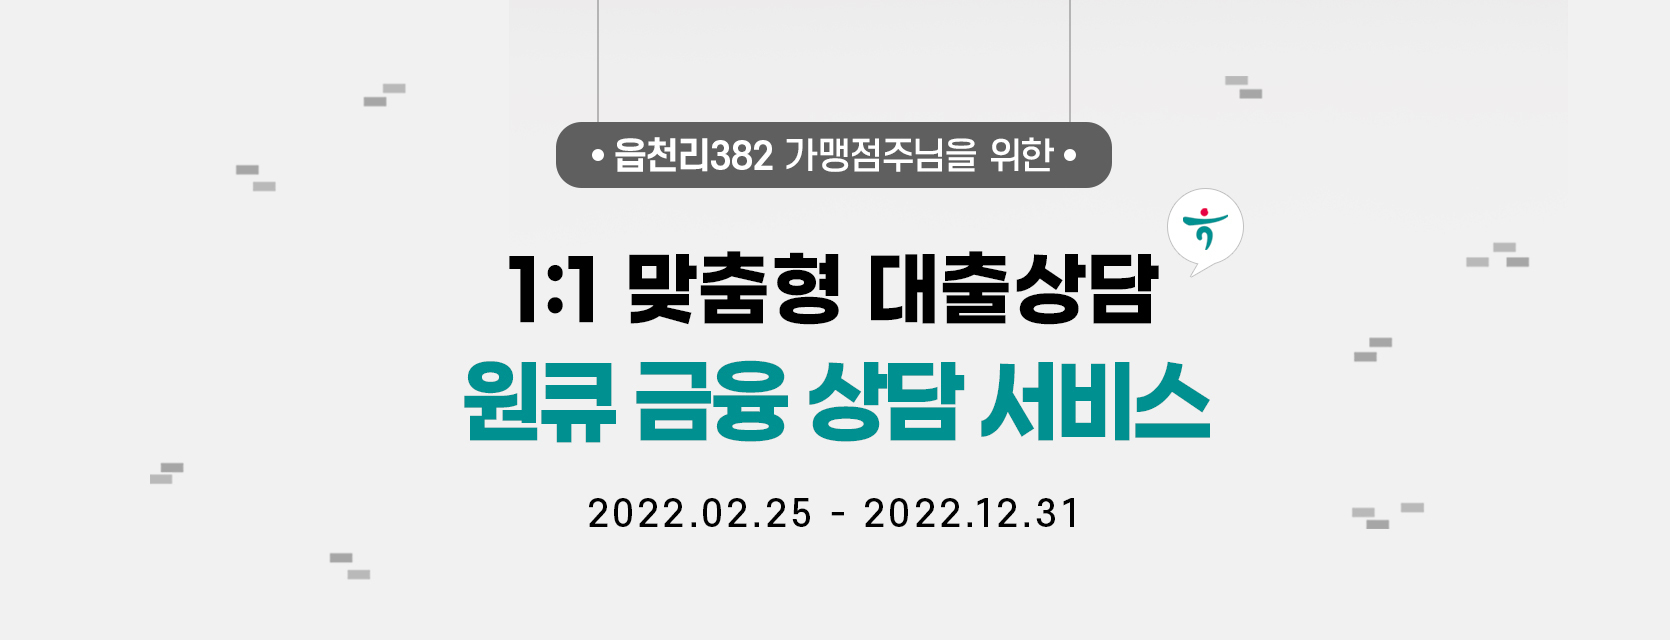 • 읍천리382 가맹점주님을 위한 •
1:1 맞춤형 대출상담
원큐 금융 상담 서비스
2022.02.25 - 2022.12.31